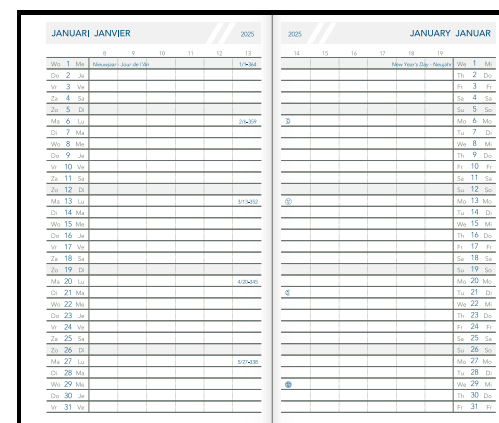 JANUARI JANVIER 2025
8 9 10 11 12 13
Wo 1 Me Nieuwjaar - Jour de l'An 1/1-364
Do 2 Je
Vr 3 Ve
Za 4 Sa
Zo 5 Di
Ma 6 Lu 2/6-359
Di 7 Ma
Wo 8 Me
Do 9 Je
Vr 10 Ve
Za 11 Sa
Zo 12 Di
Ma 13 Lu 3/13-352
Di 14 Ma
Wo 15 Me
Do 16 Je
Vr 17 Ve
Za 18 Sa
Zo 19 Di
Ma 20 Lu 4/20-345
Di 21 Ma
Wo 22 Me
Do 23 Je
Vr 24 Ve
Za 25 Sa
Zo 26 Di
Ma 27 Lu 5/27-338
Di 28 Ma
Wo 29 Me
Do 30 Je
Vr 31 Ve
2025 JANUARY JANUAR
14 15 16 17 18 19
New Year's Day - Neujahr We 1 Mi
Th 2 Do
Fr 3 Fr
Sa 4 Sa
Su 5 So
Mo 6 Mo
Tu 7 Di
We 8 Mi
Th 9 Do
Fr 10 Fr
Sa 11 Sa
Su 12 So
Mo 13 Mo
Tu 14 Di
We 15 Mi
Th 16 Do
Fr 17 Fr
Sa 18 Sa
Su 19 So
Mo 20 Mo
Tu 21 Di
We 22 Mi
Th 23 Do
Fr 24 Fr
Sa 25 Sa
Su 26 So
Mo 27 Mo
Tu 28 Di
We 29 Mi
Th 30 Do
Fr 31 Fr